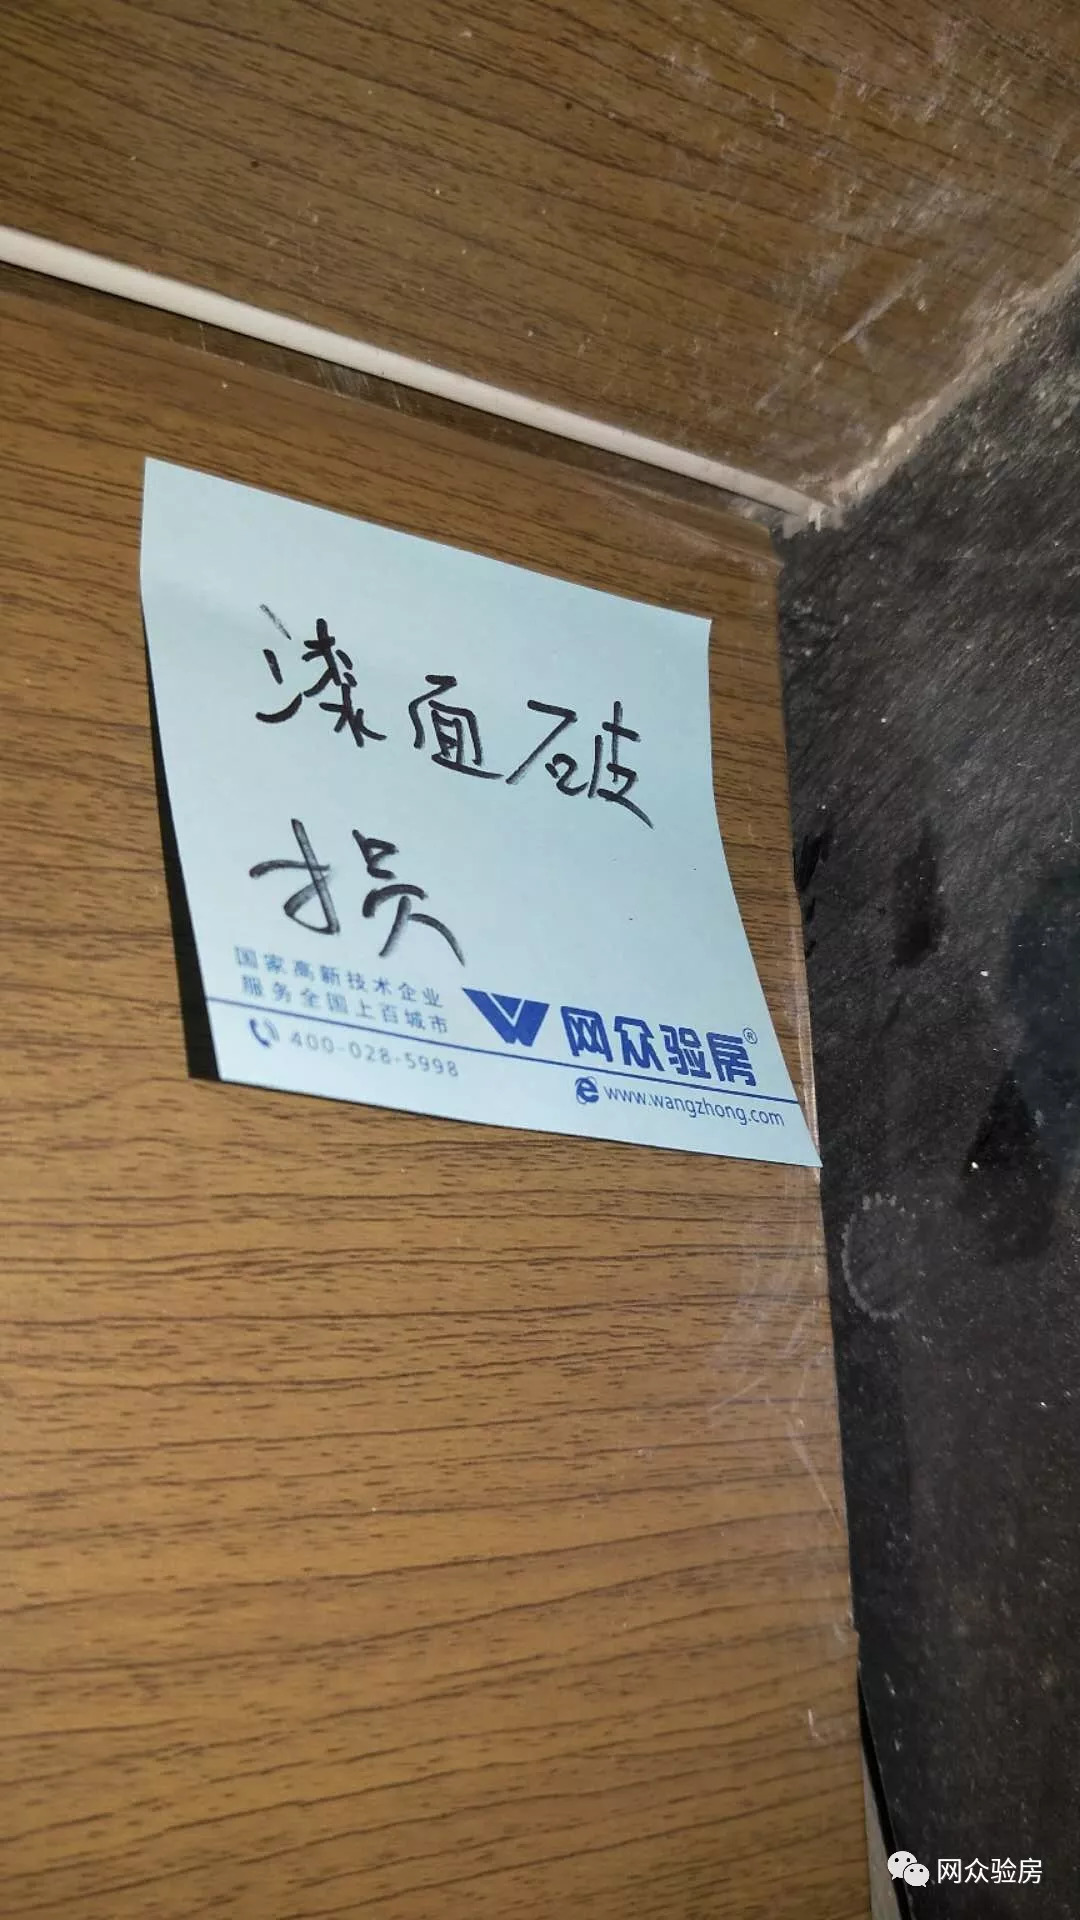 漆面破
损
国家高新技术企业
服务全国上百城市
400-028-5998
网众验房®
www.wangzhong.com
网众验房